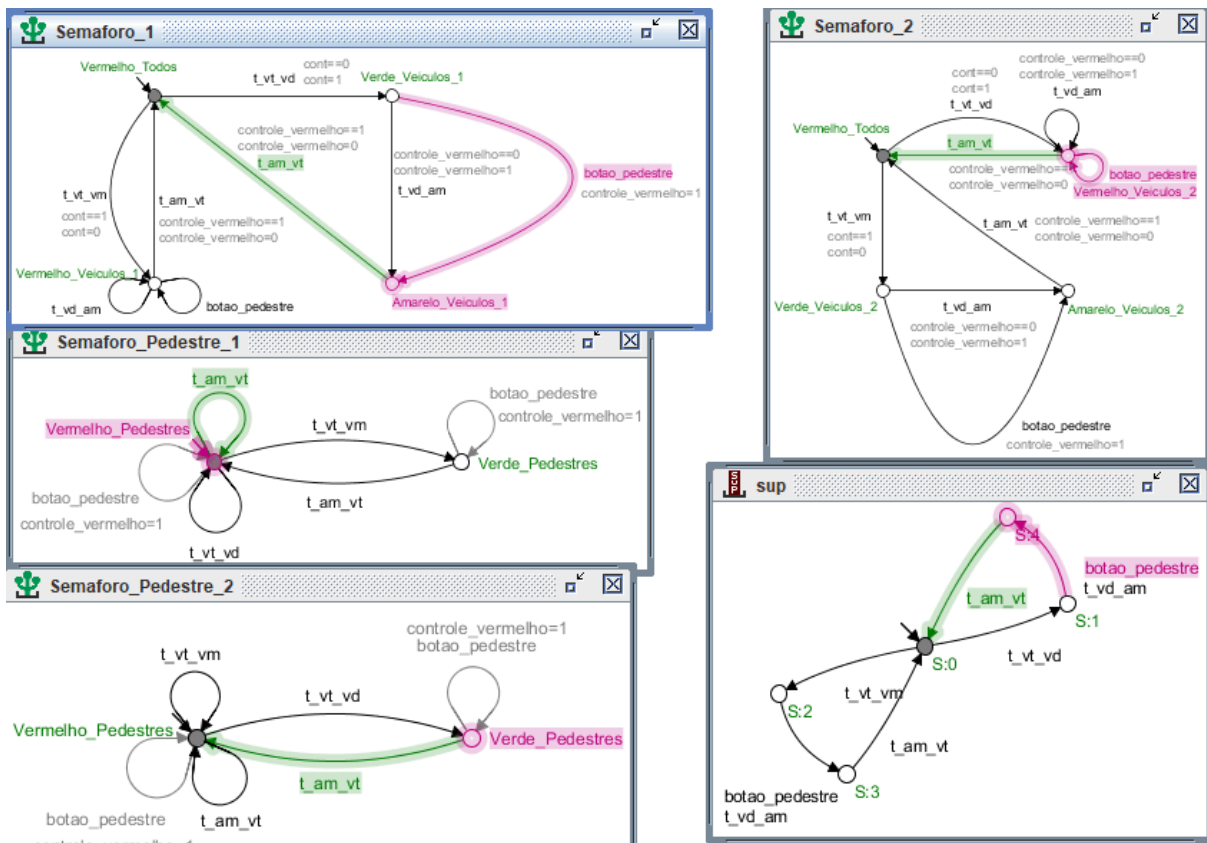 Semaforo_1
Vermelho_Todos
cont==0
t_vt_vd
cont=1
Verde_Veiculos_1
controle_vermelho==1
controle_vermelho=0
t_am_vt
controle_vermelho==0
controle_vermelho=1
t_vd_am
botao_pedestre
controle_vermelho=1
t_vt_vm
cont==1
cont=0
t_am_vt
controle_vermelho==1
controle_vermelho=0
Vermelho_Veiculos_1
t_vd_am
botao_pedestre
Amarelo_Veiculos_1
Semaforo_2
controle_vermelho==0
controle_vermelho=1
t_vd_am
cont==0
cont=1
t_vt_vd
Vermelho_Todos
t_am_vt
controle_vermelho==
controle_vermelho=0
botao_pedestre
Vermelho_Veiculos_2
t_vt_vm
cont==1
cont=0
t_am_vt
controle_vermelho==1
controle_vermelho=0
Verde_Veiculos_2
t_vd_am
controle_vermelho==0
controle_vermelho=1
Amarelo_Veiculos_2
botao_pedestre
controle_vermelho=1
Semaforo_Pedestre_1
t_am_vt
Vermelho_Pedestres
t_vt_vm
botao_pedestre
controle_vermelho=1
Verde_Pedestres
t_am_vt
botao_pedestre
controle_vermelho=1
t_vt_vd
Semaforo_Pedestre_2
controle_vermelho=1
botao_pedestre
t_vt_vm
t_vt_vd
Vermelho_Pedestres
Verde_Pedestres
t_am_vt
botao_pedestre
t_am_vt
sup
S:4
botao_pedestre
t_vd_am
t_am_vt
S:1
t_vt_vd
S:0
t_vt_vm
S:2
t_am_vt
S:3
botao_pedestre
t_vd_am